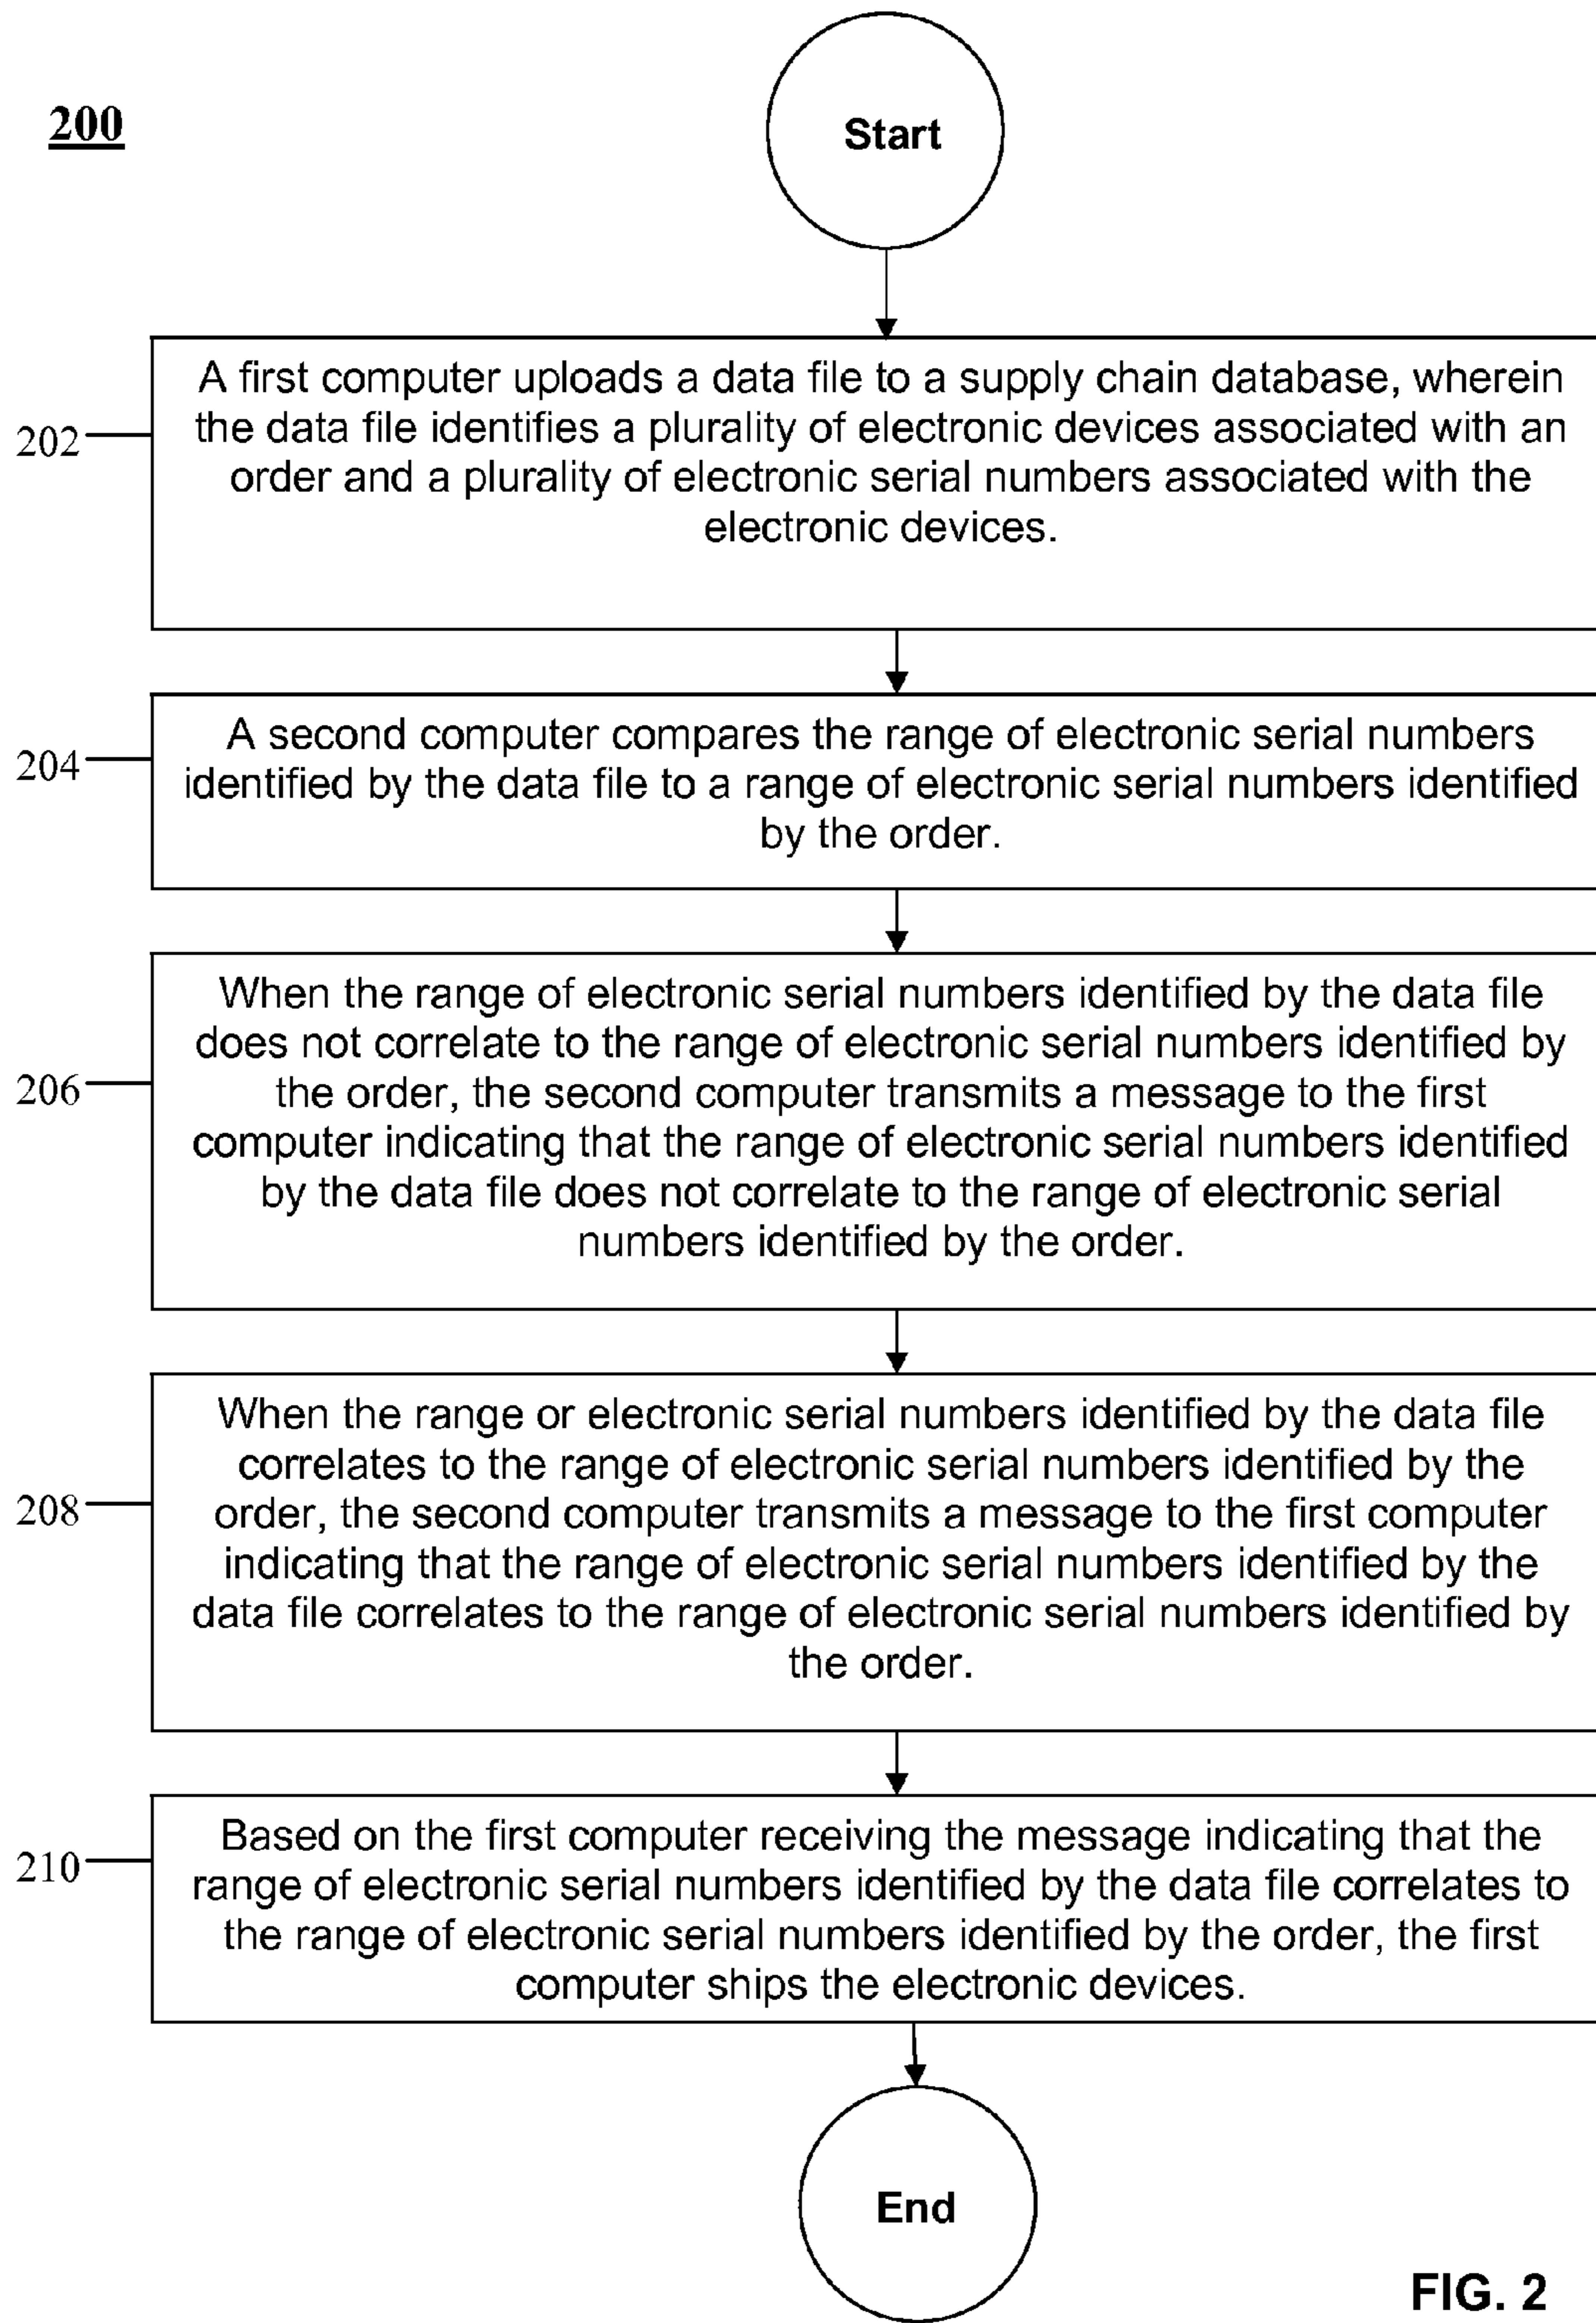 200
Start
202
A first computer uploads a data file to a supply chain database, wherein
the data file identifies a plurality of electronic devices associated with an
order and a plurality of electronic serial numbers associated with the
electronic devices.
204
A second computer compares the range of electronic serial numbers
identified by the data file to a range of electronic serial numbers identified
by the order.
206
When the range of electronic serial numbers identified by the data file
does not correlate to the range of electronic serial numbers identified by
the order, the second computer transmits a message to the first
computer indicating that the range of electronic serial numbers identified
by the data file does not correlate to the range of electronic serial
numbers identified by the order.
208
When the range or electronic serial numbers identified by the data file
correlates to the range of electronic serial numbers identified by the
order, the second computer transmits a message to the first computer
indicating that the range of electronic serial numbers identified by the
data file correlates to the range of electronic serial numbers identified by
the order.
210
Based on the first computer receiving the message indicating that the
range of electronic serial numbers identified by the data file correlates to
the range of electronic serial numbers identified by the order, the first
computer ships the electronic devices.
End
FIG. 2